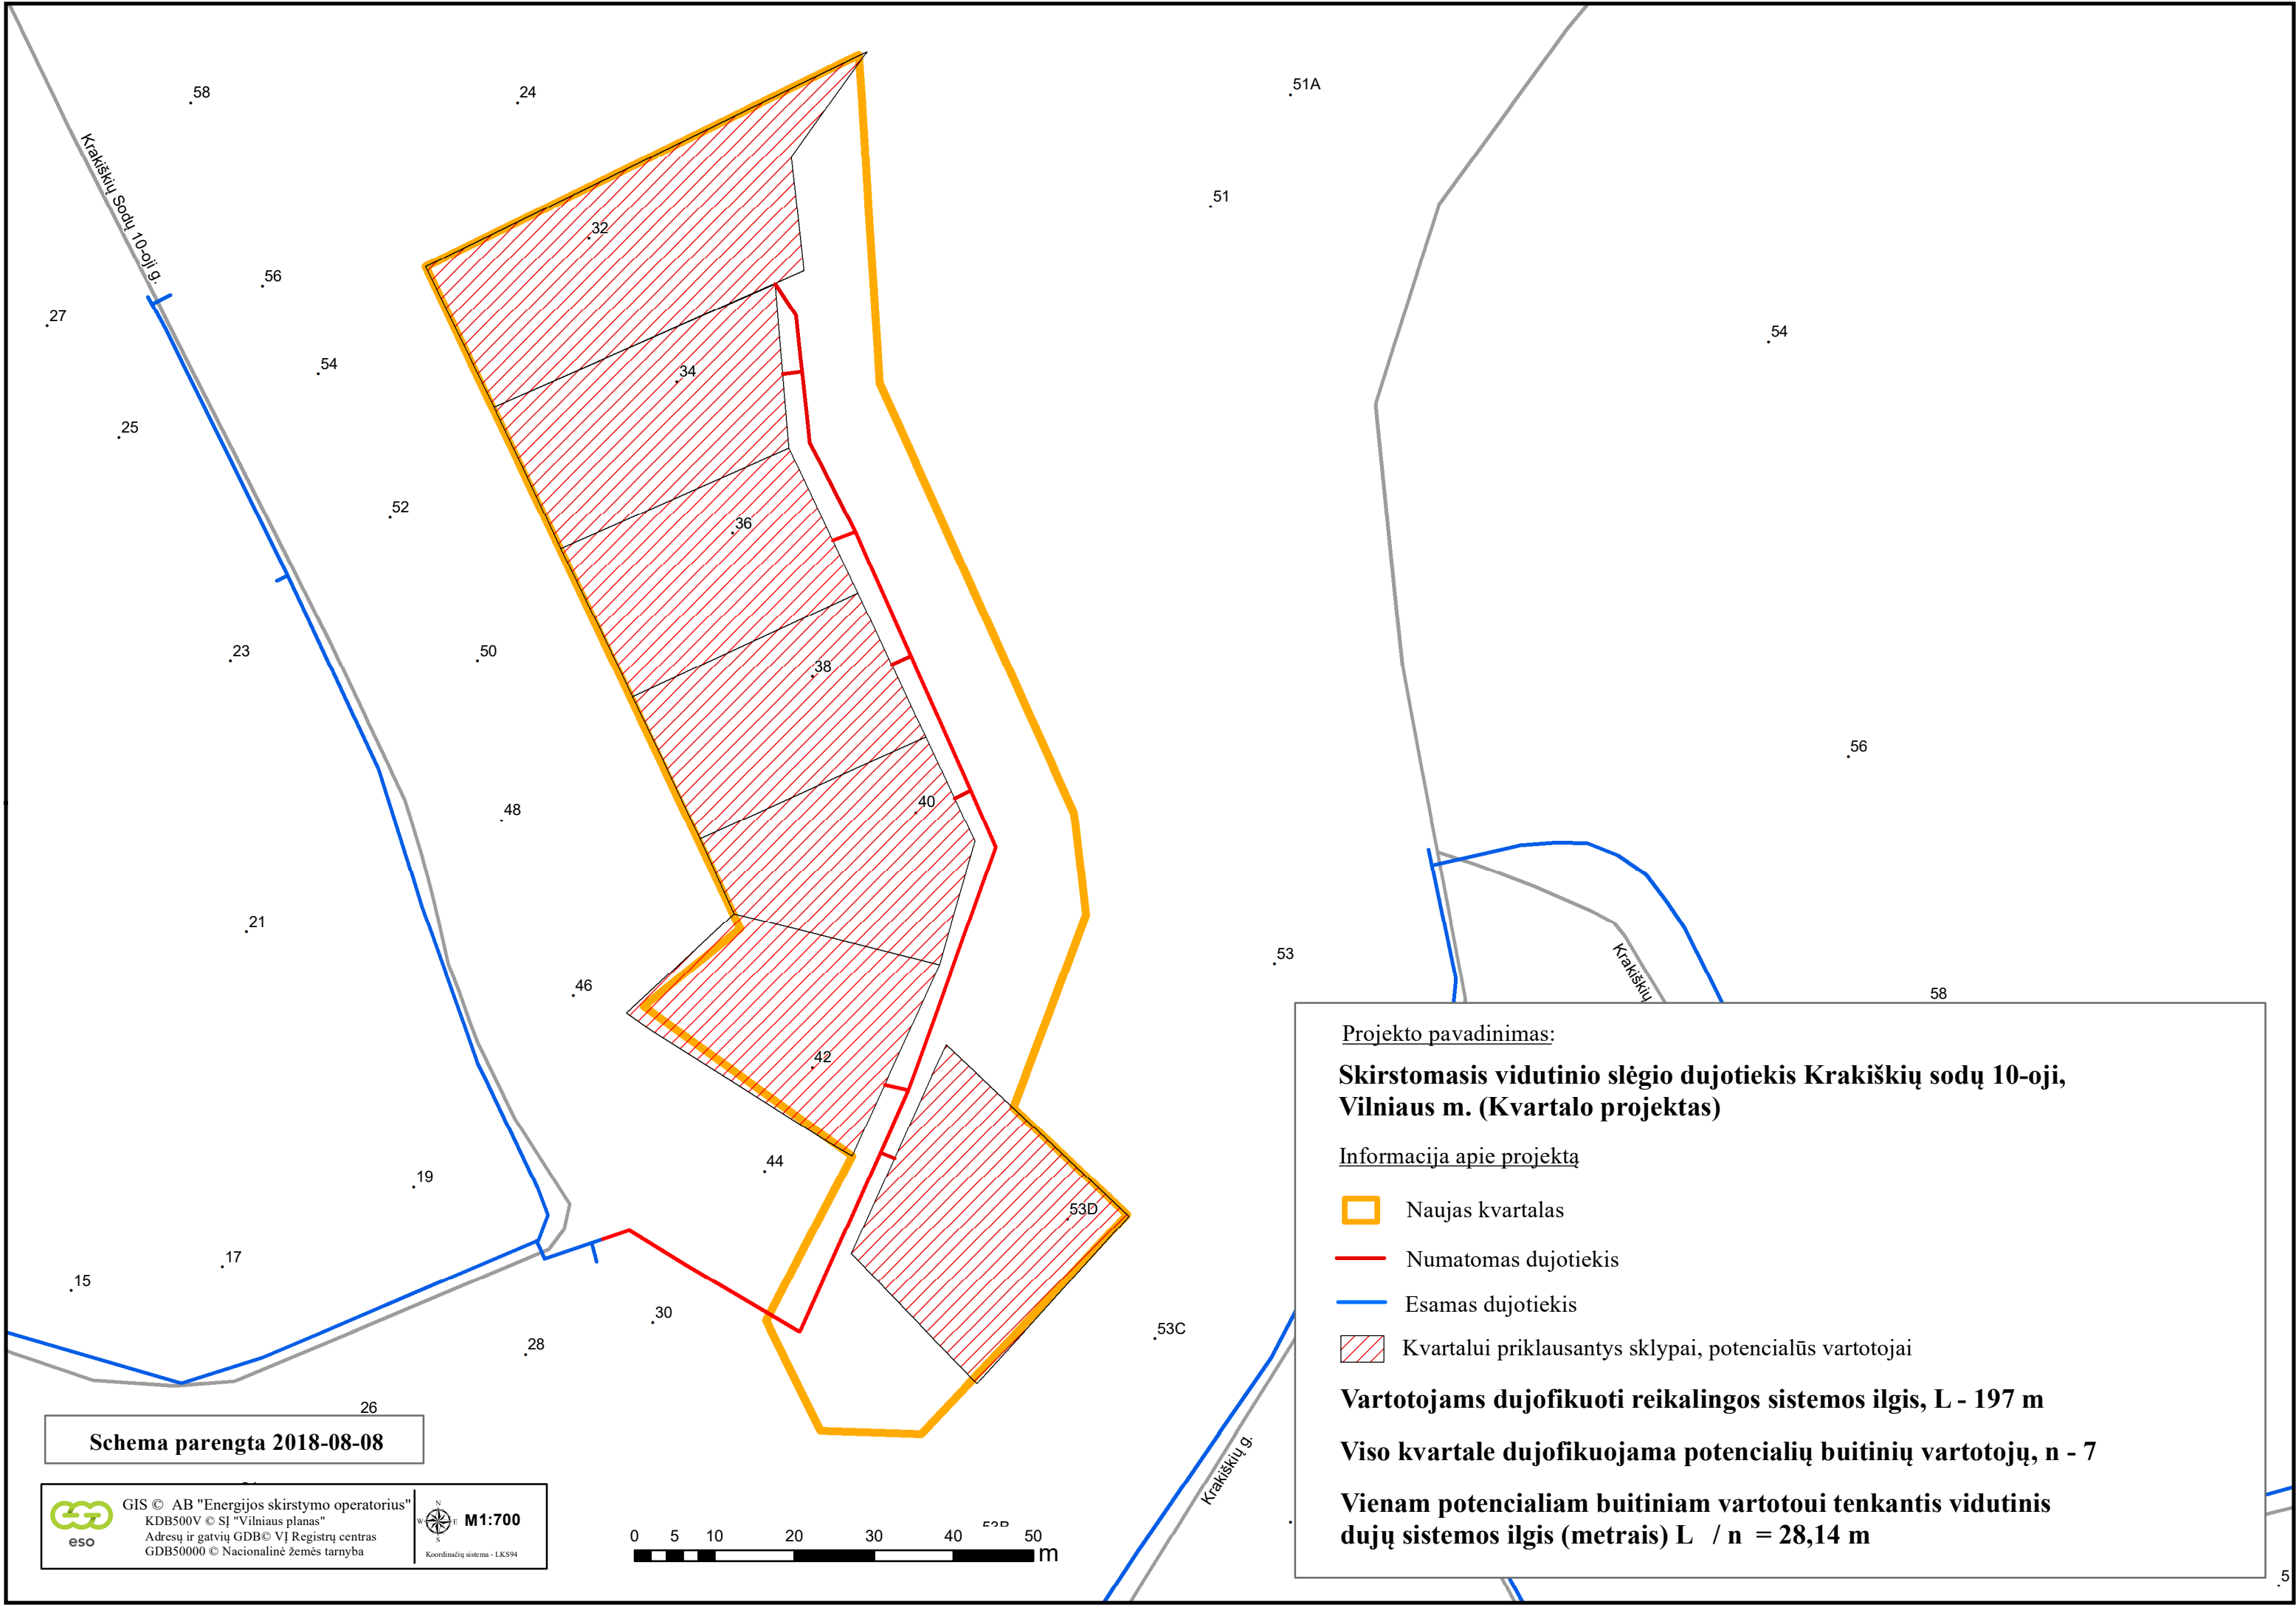 58
24
51A
Krakiškių Sodų 10-oji g.
51
32
56
27
54
54
34
25
52
36
23
50
38
56
48
40
21
53
46
58
Krakiškių
42
44
19
53D
17
15
30
28
53C
26
Krakiškių g.
Projekto pavadinimas:
Skirstomasis vidutinio slėgio dujotiekis Krakiškių sodų 10-oji,
Vilniaus m. (Kvartalo projektas)
Informacija apie projektą
Naujas kvartalas
Numatomas dujotiekis
Esamas dujotiekis
Kvartalui priklausantys sklypai, potencialūs vartotojai
Vartotojams dujofikuoti reikalingos sistemos ilgis, L - 197 m
Viso kvartale dujofikuojama potencialių buitinių vartotojų, n - 7
Vienam potencialiam buitiniam vartotoui tenkantis vidutinis
dujų sistemos ilgis (metrais) L / n = 28,14 m
Schema parengta 2018-08-08
eso
GIS © AB "Energijos skirstymo operatorius"
KDB500V © SĮ "Vilniaus planas"
Adresų ir gatvių GDB© VĮ Registrų centras
GDB50000 © Nacionalinė žemės tarnyba
N
W E
S
M1:700
Koordinačių sistema - LKS94
0 5 10 20 30 40 50
m
5